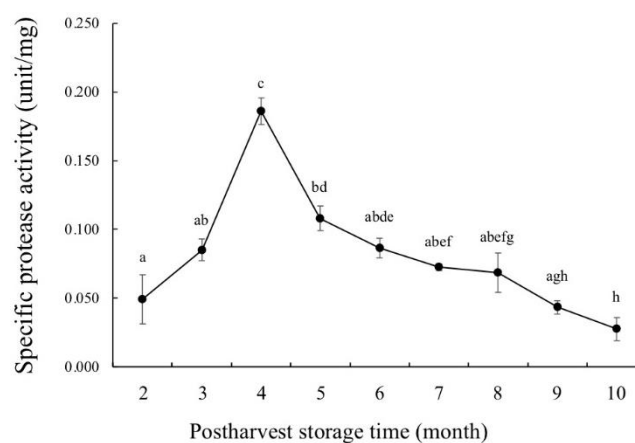 Specific protease activity (unit/mg)
0.250
0.200
0.150
0.100
0.050
0.000
a
ab
c
bd
abde
abef
abefg
agh
h
2 3 4 5 6 7 8 9 10
Postharvest storage time (month)